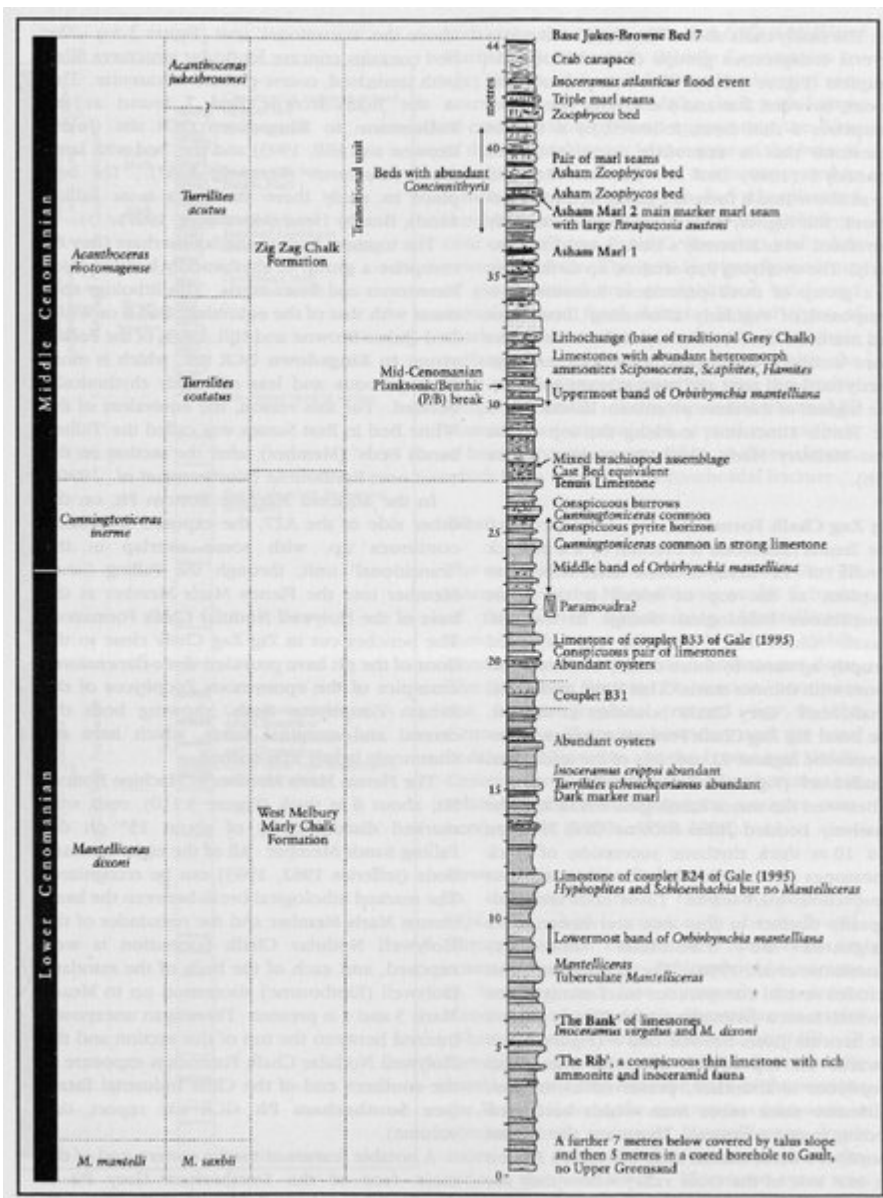 Middle Cenomanian
Lower Cenomanian
Acanthoceras
jukesbrownei
?
Acanthoceras
rhotomagense
Turrilites
acutus
Turrilites
costatus
Cunningtoniceras
inerme
Mantelliceras
dixoni
M. mantelli
M. saxbii
Transitional unit
Zig Zag Chalk
Formation
West Melbury
Marly Chalk
Formation
Beds with abundant
Concinnithyris
Mid-Cenomanian
Planktonic/Benthic
(P/B) break
metres
44
40
35
30
25
20
15
10
5
0
Base Jukes-Browne Bed 7
Crab carapace
Inoceramus atlanticus flood event
Triple marl seams
Zoophycos bed
Pair of marl seams
Asham Zoophycos bed
Asham Zoophycos bed
Asham Marl 2 main marker marl seam
with large Parapuzosia austeni
Asham Marl 1
Lithochange (base of traditional Grey Chalk)
Limestones with abundant heteromorph
ammonites Sciponoceras, Scaphites, Hamites
Uppermost band of Orbirhynchia mantelliana
Mixed brachiopod assemblage
Cast Bed equivalent
Tenuis Limestone
Conspicuous burrows
Cunningtoniceras common
Conspicuous pyrite horizon
Cunningtoniceras common in strong limestone
Middle band of Orbirhynchia mantelliana
Paramoudra?
Limestone of couplet B33 of Gale (1995)
Conspicuous pair of limestones
Abundant oysters
Couplet B31
Abundant oysters
Inoceramus crippsi abundant
Turrilites scheuchzerianus abundant
Dark marker marl
Limestone of couplet B24 of Gale (1995)
Hyphoplites and Schloenbachia but no Mantelliceras
Lowermost band of Orbirhynchia mantelliana
Mantelliceras
Tuberculate Mantelliceras
'The Bank' of limestones
Inoceramus virgatus and M. dixoni
'The Rib', a conspicuous thin limestone with rich
ammonite and inoceramid fauna
A further 7 metres below covered by talus slope
and then 5 metres in a cored borehole to Gault,
no Upper Greensand